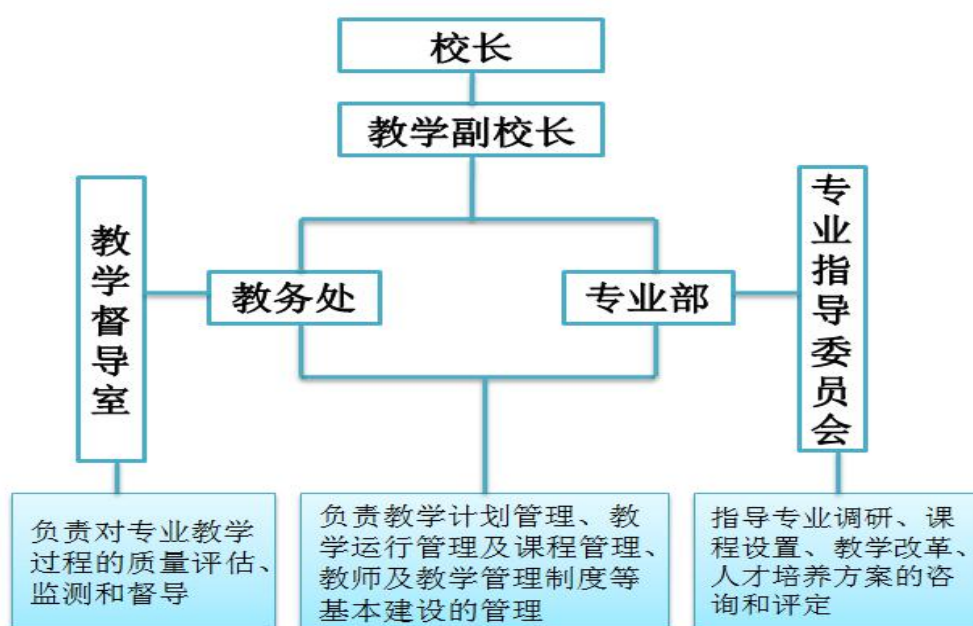 校长
教学副校长
教学督导室
教务处
专业部
专业指导委员会
负责对专业教学
过程的质量评估、
监测和督导
负责教学计划管理、教
学运行管理及课程管理、
教师及教学管理制度等
基本建设的管理
指导专业调研、课
程设置、教学改革、
人才培养方案的咨
询和评定